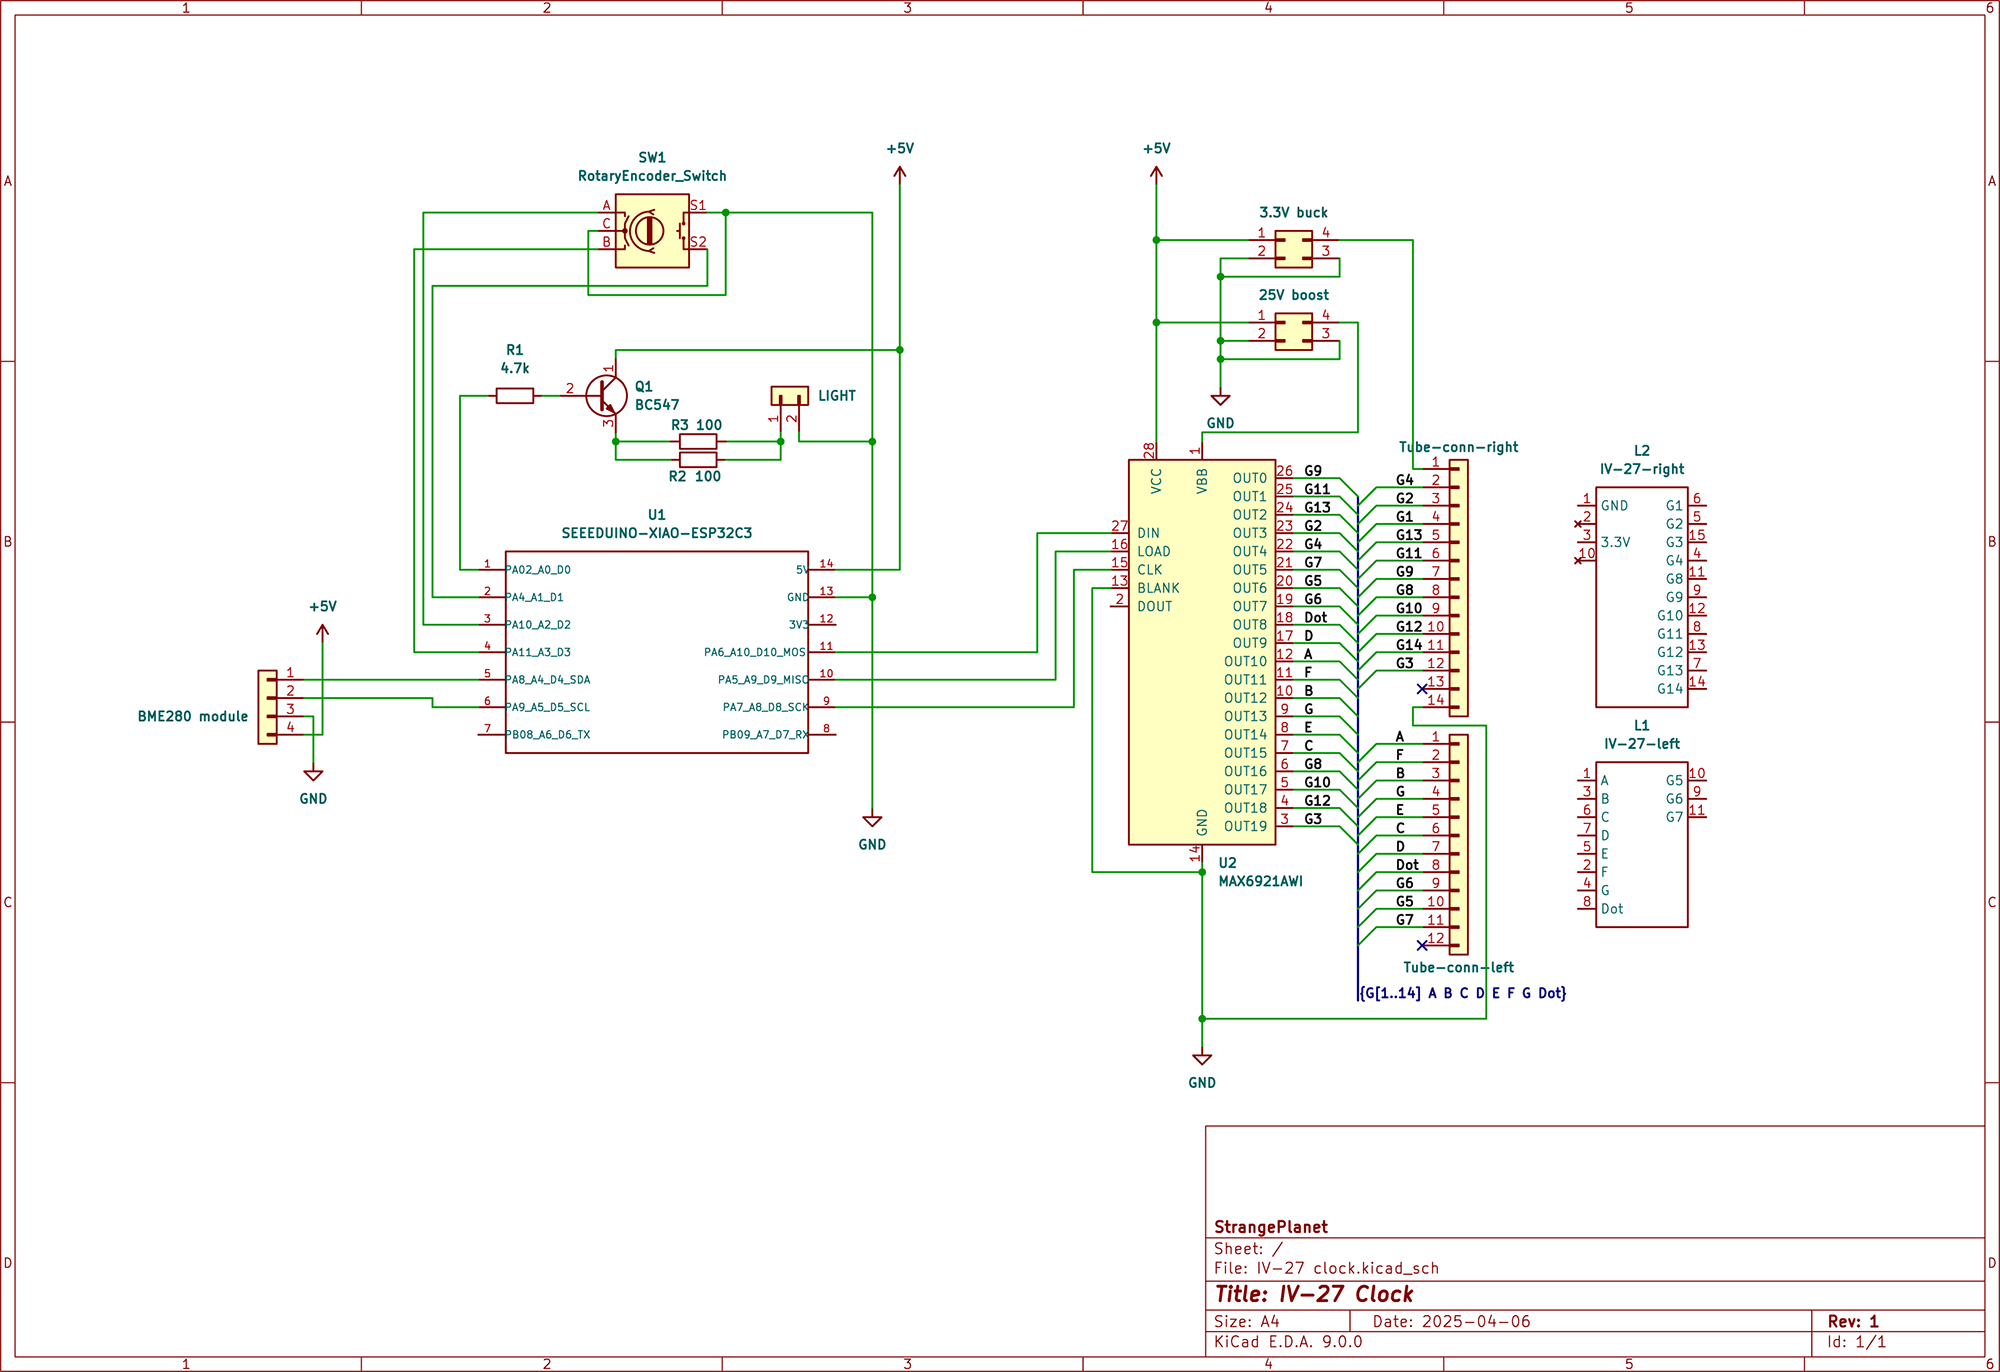 1 2 3 4 5 6
A A
B B
C C
D D
1 2 3 4 5 6
SW1
RotaryEncoder_Switch
A
C
B
S1
S2
+5V
R1
4.7k
Q1
BC547
1
2
3
R3 100
R2 100
LIGHT
1
2
U1
SEEEDUINO-XIAO-ESP32C3
1 PA02_A0_D0
2 PA4_A1_D1
3 PA10_A2_D2
4 PA11_A3_D3
5 PA8_A4_D4_SDA
6 PA9_A5_D5_SCL
7 PB08_A6_D6_TX
5V 14
GND 13
3V3 12
PA6_A10_D10_MOSI 11
PA5_A9_D9_MISO 10
PA7_A8_D8_SCK 9
PB09_A7_D7_RX 8
+5V
BME280 module
1
2
3
4
GND
GND
+5V
3.3V buck
1 4
2 3
25V boost
1 4
2 3
GND
28 VCC
1 VBB
27 DIN
16 LOAD
15 CLK
13 BLANK
2 DOUT
OUT0 26 G9
OUT1 25 G11
OUT2 24 G13
OUT3 23 G2
OUT4 22 G4
OUT5 21 G7
OUT6 20 G5
OUT7 19 G6
OUT8 18 Dot
OUT9 17 D
OUT10 12 A
OUT11 11 F
OUT12 10 B
OUT13 9 G
OUT14 8 E
OUT15 7 C
OUT16 6 G8
OUT17 5 G10
OUT18 4 G12
OUT19 3 G3
GND
14
U2
MAX6921AWI
GND
Tube-conn-right
1
G4 2
G2 3
G1 4
G13 5
G11 6
G9 7
G8 8
G10 9
G12 10
G14 11
G3 12
13
14
A 1
F 2
B 3
G 4
E 5
C 6
D 7
Dot 8
G6 9
G5 10
G7 11
12
Tube-conn-left
{G[1..14] A B C D E F G Dot}
L2
IV-27-right
1 GND
2
3 3.3V
10
G1 6
G2 5
G3 15
G4 4
G8 11
G9 9
G10 12
G11 8
G12 13
G13 7
G14 14
L1
IV-27-left
1 A
3 B
6 C
7 D
5 E
2 F
4 G
8 Dot
G5 10
G6 9
G7 11
StrangePlanet
Sheet: /
File: IV-27 clock.kicad_sch
Title: IV-27 Clock
Size: A4 Date: 2025-04-06 Rev: 1
KiCad E.D.A. 9.0.0 Id: 1/1